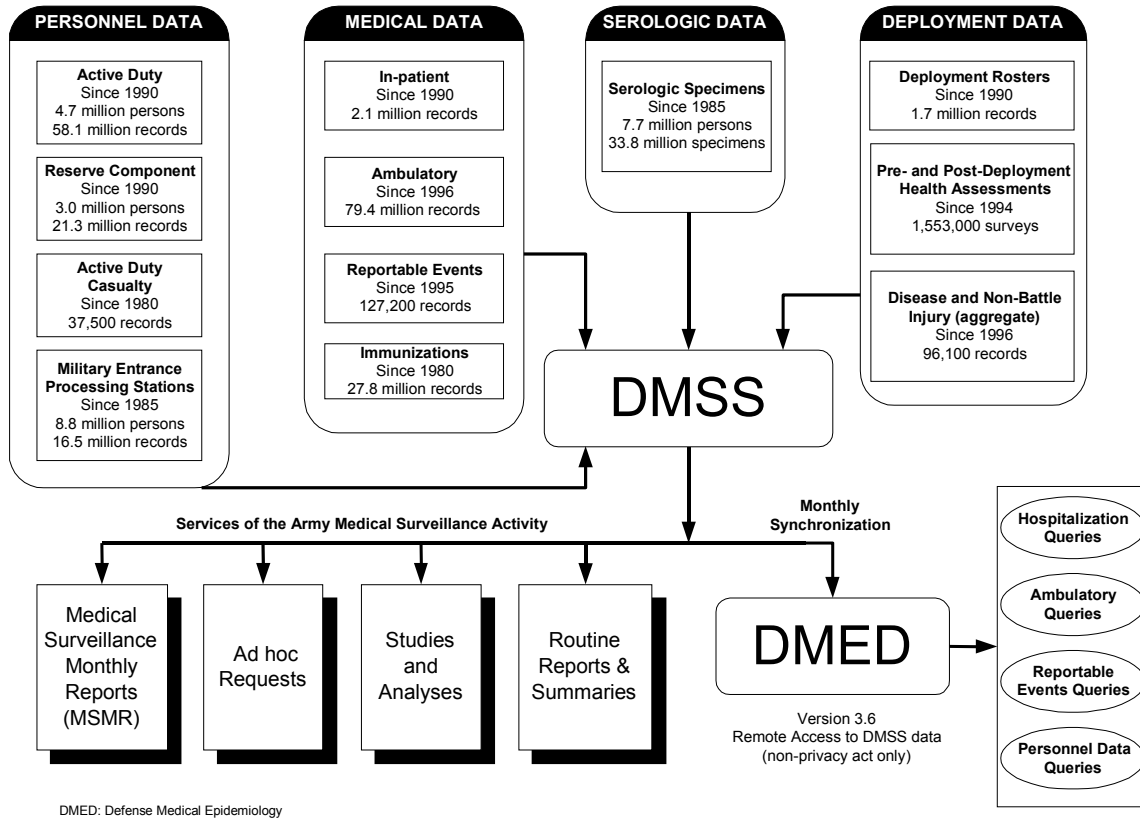 PERSONNEL DATA
Active Duty
Since 1990
4.7 million persons
58.1 million records
Reserve Component
Since 1990
3.0 million persons
21.3 million records
Active Duty
Casualty
Since 1980
37,500 records
Military Entrance
Processing Stations
Since 1985
8.8 million persons
16.5 million records
MEDICAL DATA
In-patient
Since 1990
2.1 million records
Ambulatory
Since 1996
79.4 million records
Reportable Events
Since 1995
127,200 records
Immunizations
Since 1980
27.8 million records
SEROLOGIC DATA
Serologic Specimens
Since 1985
7.7 million persons
33.8 million specimens
DEPLOYMENT DATA
Deployment Rosters
Since 1990
1.7 million records
Pre- and Post-Deployment
Health Assessments
Since 1994
1,553,000 surveys
Disease and Non-Battle
Injury (aggregate)
Since 1996
96,100 records
DMSS
Services of the Army Medical Surveillance Activity
Monthly
Synchronization
Medical
Surveillance
Monthly
Reports
(MSMR)
Ad hoc
Requests
Studies
and
Analyses
Routine
Reports &
Summaries
DMED
Version 3.6
Remote Access to DMSS data
(non-privacy act only)
Hospitalization
Queries
Ambulatory
Queries
Reportable
Events Queries
Personnel Data
Queries
DMED: Defense Medical Epidemiology